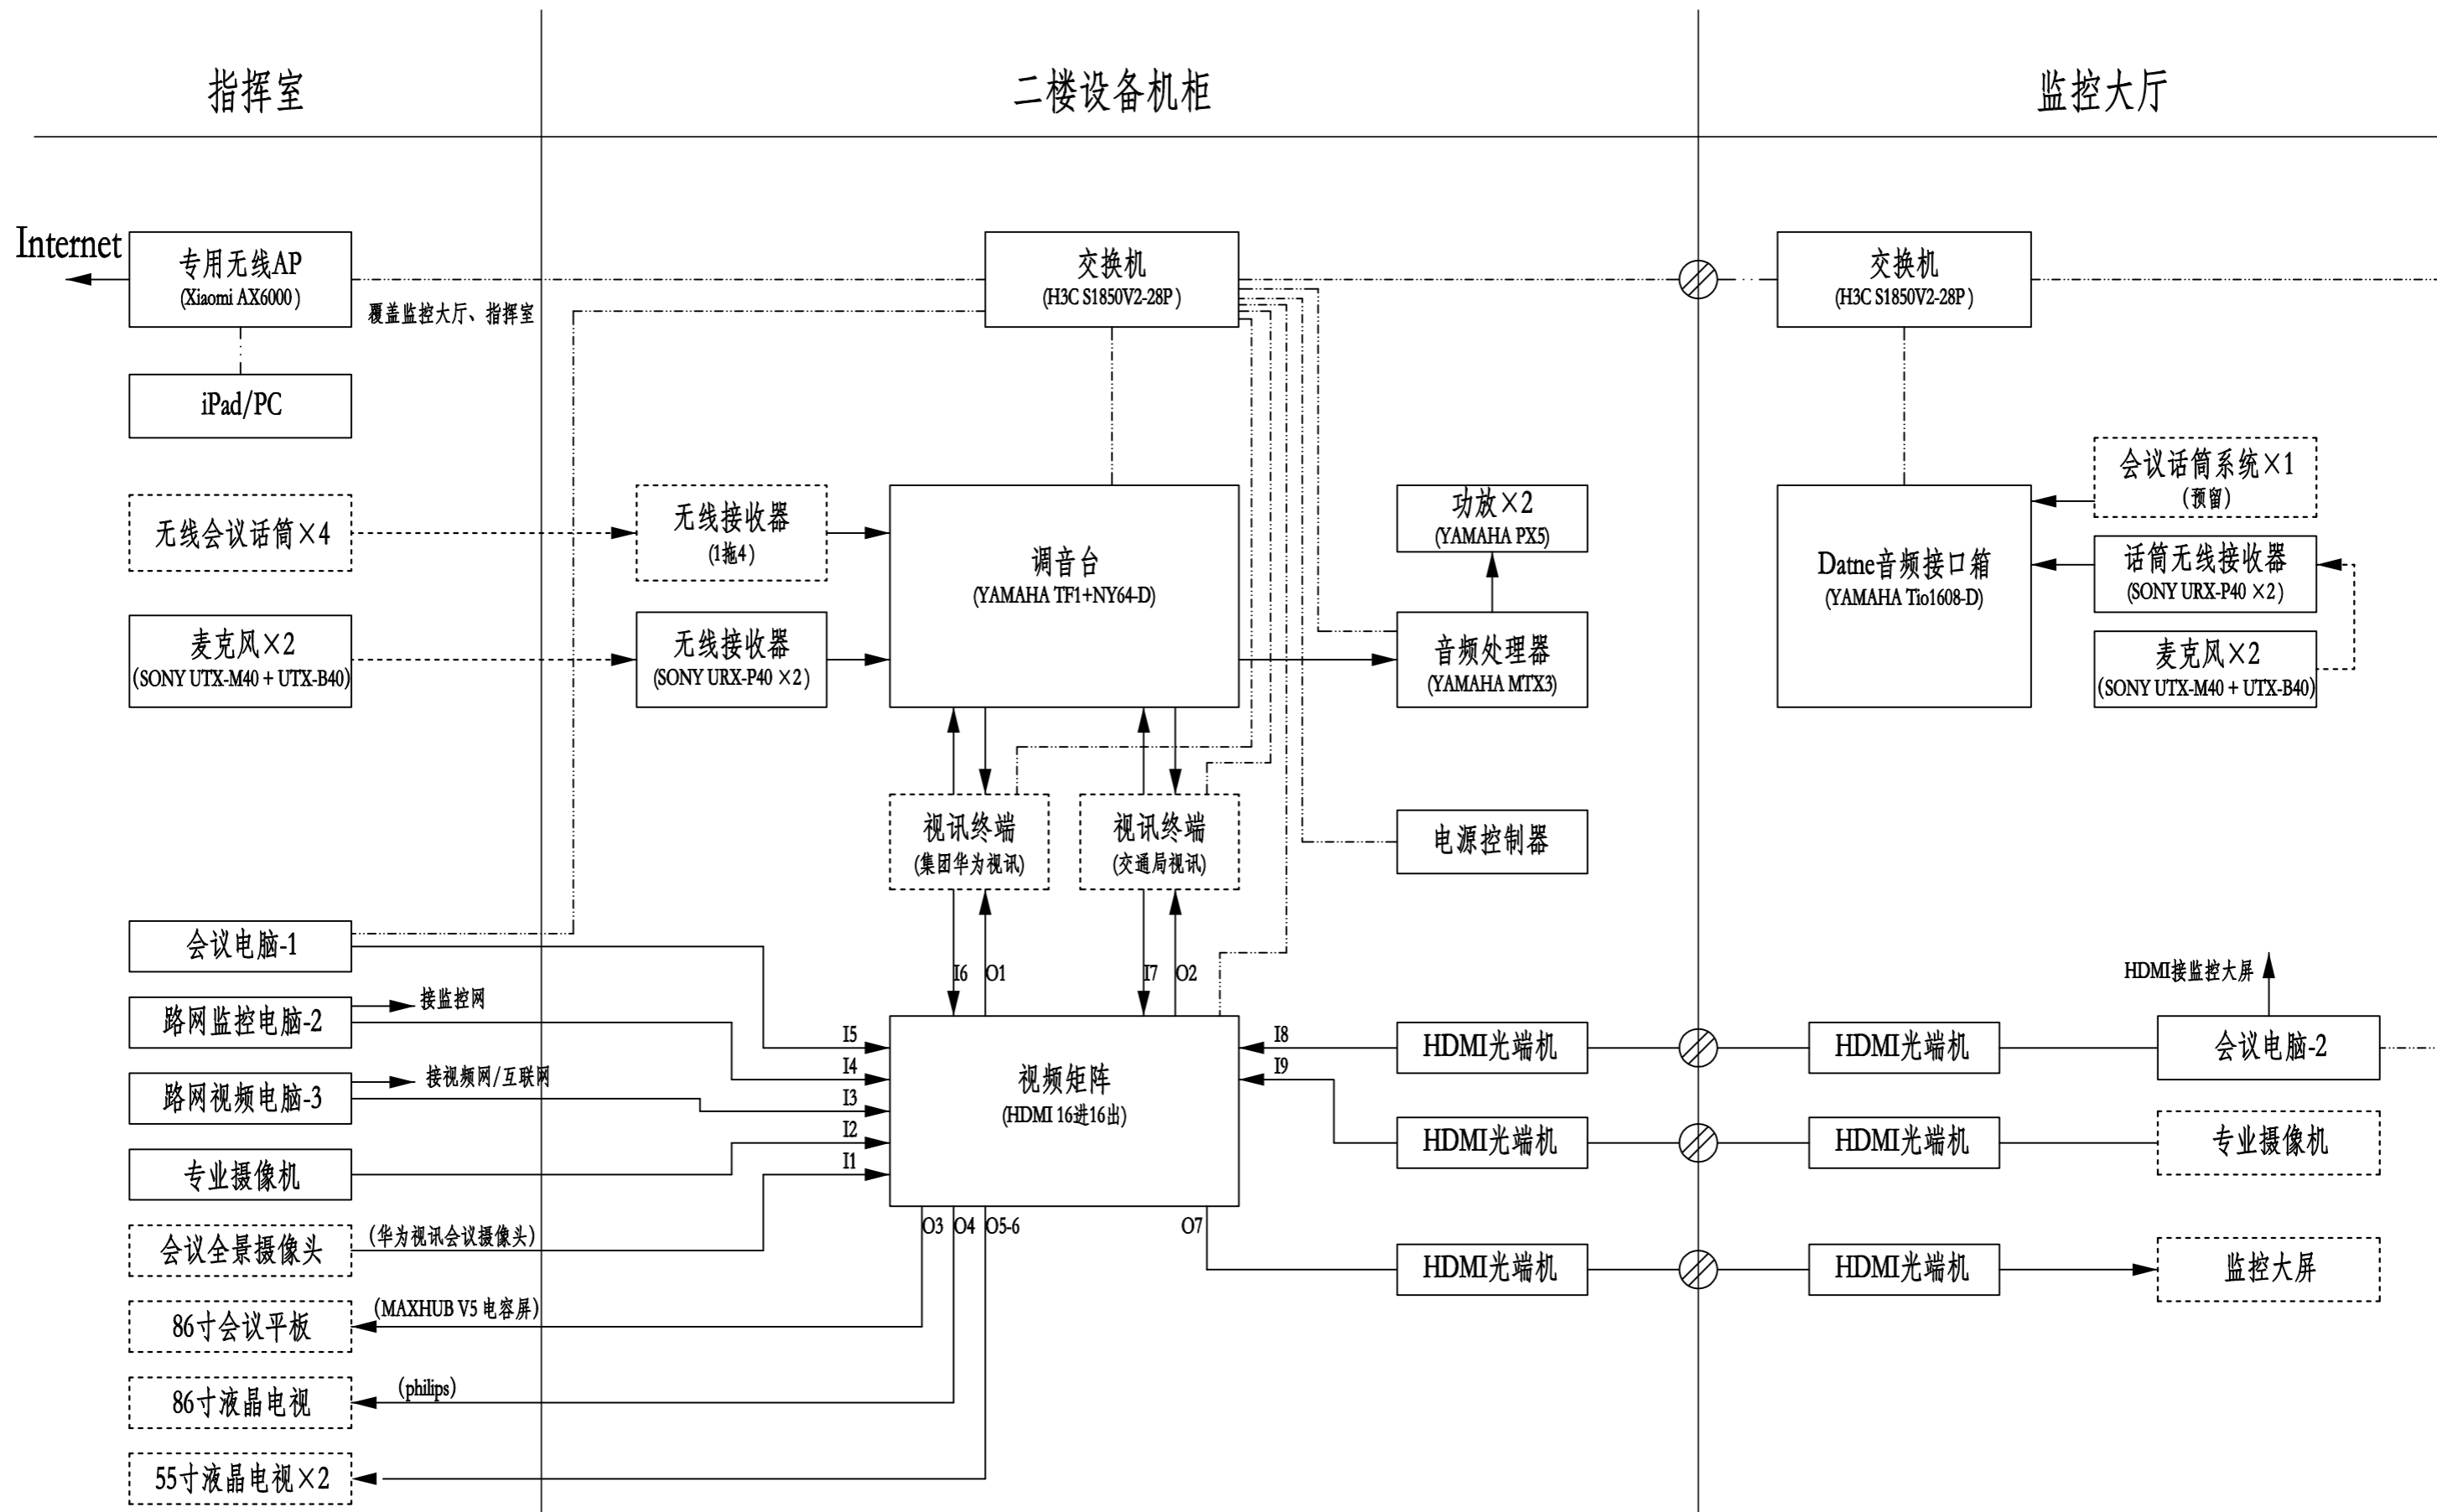 指挥室
二楼设备机柜
监控大厅
Internet
专用无线AP
(Xiaomi AX6000)
覆盖监控大厅、指挥室
交换机
(H3C S1850V2-28P)
交换机
(H3C S1850V2-28P)
iPad/PC
无线会议话筒×4
无线接收器
(1拖4)
麦克风×2
(SONY UTX-M40 + UTX-B40)
无线接收器
(SONY URX-P40 ×2)
调音台
(YAMAHA TF1+NY64-D)
功放×2
(YAMAHA PX5)
音频处理器
(YAMAHA MTX3)
Datne音频接口箱
(YAMAHA Tio1608-D)
会议话筒系统×1
(预留)
话筒无线接收器
(SONY URX-P40 ×2)
麦克风×2
(SONY UTX-M40 + UTX-B40)
视讯终端
(集团华为视讯)
视讯终端
(交通局视讯)
电源控制器
会议电脑-1
路网监控电脑-2
接监控网
路网视频电脑-3
接视频网/互联网
专业摄像机
会议全景摄像头
(华为视讯会议摄像头)
86寸会议平板
(MAXHUB V5 电容屏)
86寸液晶电视
(philips)
55寸液晶电视×2
I6
O1
I7
O2
I5
I4
I3
I2
I1
视频矩阵
(HDMI 16进16出)
I8
I9
O3
O4
O5-6
O7
HDMI光端机
HDMI光端机
HDMI接监控大屏
会议电脑-2
HDMI光端机
HDMI光端机
专业摄像机
HDMI光端机
HDMI光端机
监控大屏